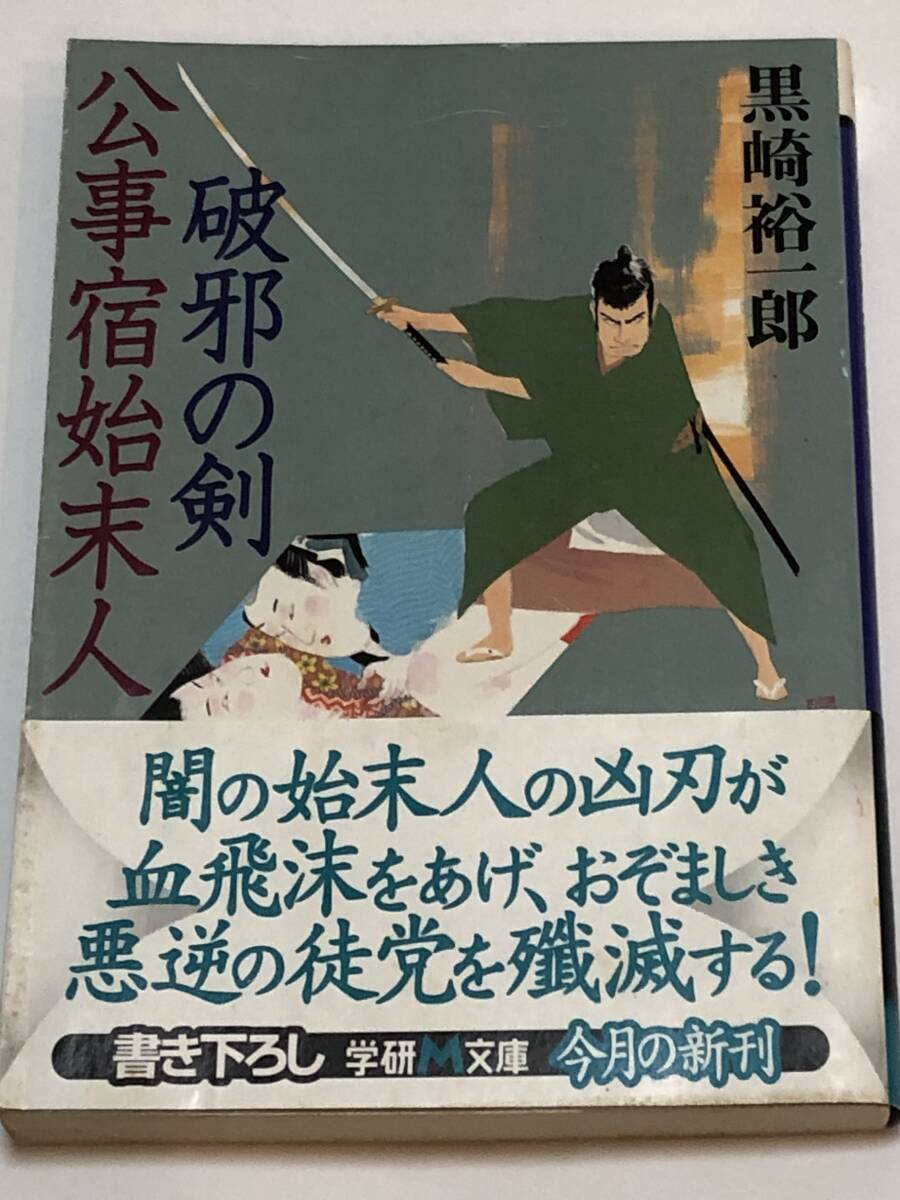 黒崎裕一郎
破邪の剣
公事宿始末人
闇の始末人の凶刃が
血飛沫をあげ、おぞましき
悪逆の徒党を殲滅する!
書き下ろし 学研M文庫 今月の新刊